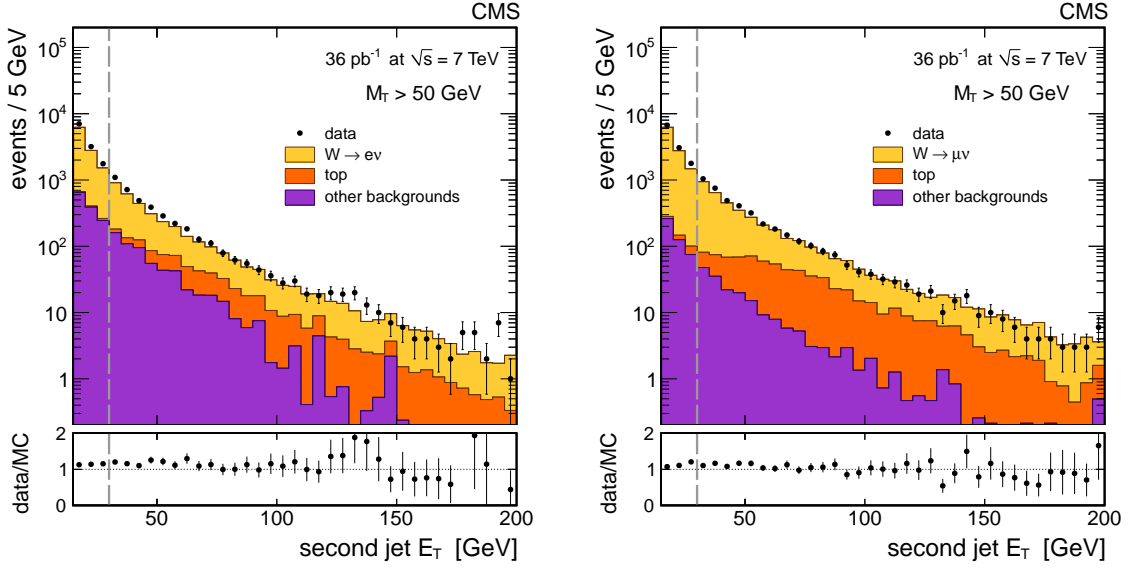 CMS
events / 5 GeV
10⁵
10⁴
10³
10²
10
1
36 pb⁻¹ at √s = 7 TeV
M_T > 50 GeV
data
W → eν
top
other backgrounds
data/MC
2
1
0
50
100
150
200
second jet E_T [GeV]
CMS
events / 5 GeV
10⁵
10⁴
10³
10²
10
1
36 pb⁻¹ at √s = 7 TeV
M_T > 50 GeV
data
W → μν
top
other backgrounds
data/MC
2
1
0
50
100
150
200
second jet E_T [GeV]